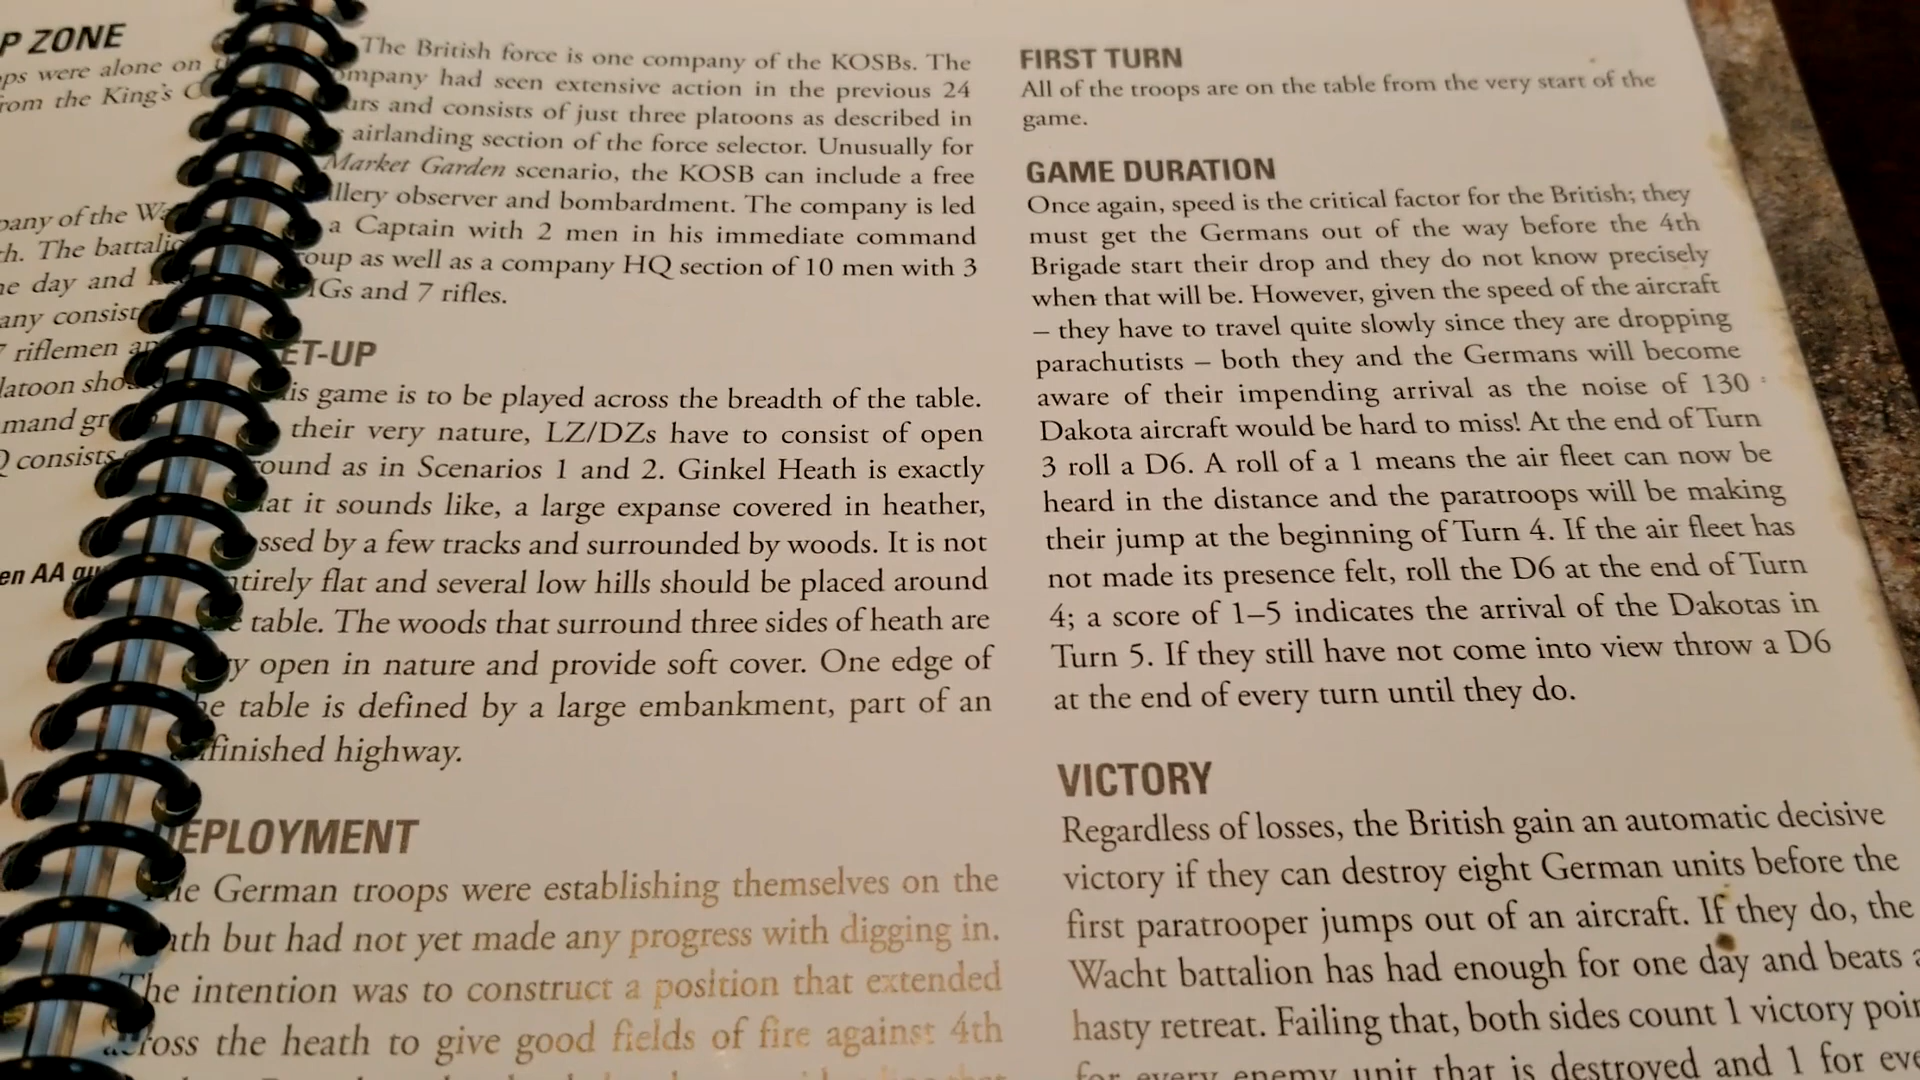 P ZONE
ps were alone on
rom the King's
pany of the
h. The
e day and
any consist
7 riflemen
latoon
mand
Q consists
en AA
The British force is one company of the KOSBs. The
ompany had seen extensive action in the previous 24
urs and consists of just three platoons as described in
airlanding section of the force selector. Unusually for
Market Garden scenario, the KOSB can include a free
illery observer and bombardment. The company is led
a Captain with 2 men in his immediate command
oup as well as a company HQ section of 10 men with 3
MGs and 7 rifles.
ET-UP
is game is to be played across the breadth of the table.
their very nature, LZ/DZs have to consist of open
ound as in Scenarios 1 and 2. Ginkel Heath is exactly
hat it sounds like, a large expanse covered in heather,
ssed by a few tracks and surrounded by woods. It is not
ntirely flat and several low hills should be placed around
e table. The woods that surround three sides of heath are
y open in nature and provide soft cover. One edge of
he table is defined by a large embankment, part of an
finished highway.
EPLOYMENT
he German troops were establishing themselves on the
ath but had not yet made any progress with digging in.
The intention was to construct a position that extended
across the heath to give good fields of fire against 4th
FIRST TURN
All of the troops are on the table from the very start of the
game.
GAME DURATION
Once again, speed is the critical factor for the British; they
must get the Germans out of the way before the 4th
Brigade start their drop and they do not know precisely
when that will be. However, given the speed of the aircraft
– they have to travel quite slowly since they are dropping
parachutists – both they and the Germans will become
aware of their impending arrival as the noise of 130
Dakota aircraft would be hard to miss! At the end of Turn
3 roll a D6. A roll of a 1 means the air fleet can now be
heard in the distance and the paratroops will be making
their jump at the beginning of Turn 4. If the air fleet has
not made its presence felt, roll the D6 at the end of Turn
4; a score of 1–5 indicates the arrival of the Dakotas in
Turn 5. If they still have not come into view throw a D6
at the end of every turn until they do.
VICTORY
Regardless of losses, the British gain an automatic decisive
victory if they can destroy eight German units before the
first paratrooper jumps out of an aircraft. If they do, the
Wacht battalion has had enough for one day and beats a
hasty retreat. Failing that, both sides count 1 victory poin
for every enemy unit that is destroyed and 1 for eve